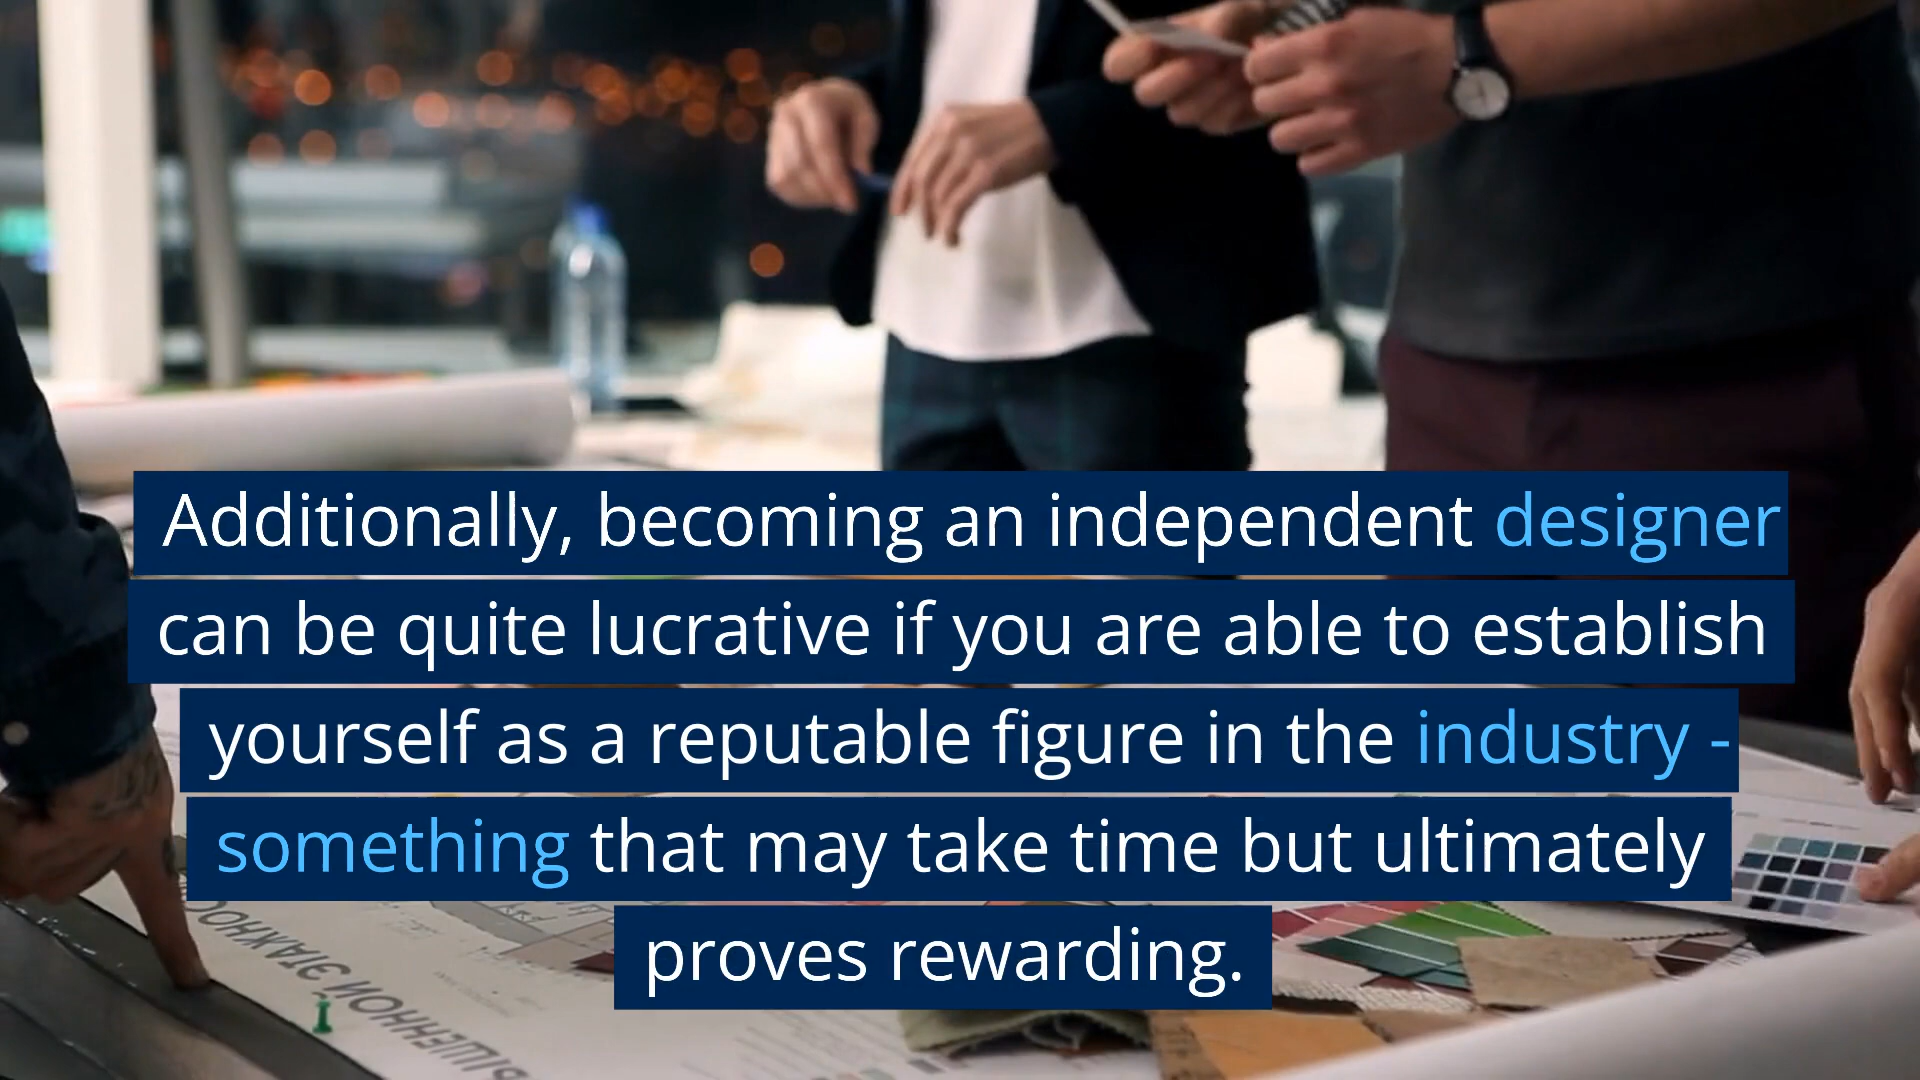 Additionally, becoming an independent designer
can be quite lucrative if you are able to establish
yourself as a reputable figure in the industry -
something that may take time but ultimately
proves rewarding.